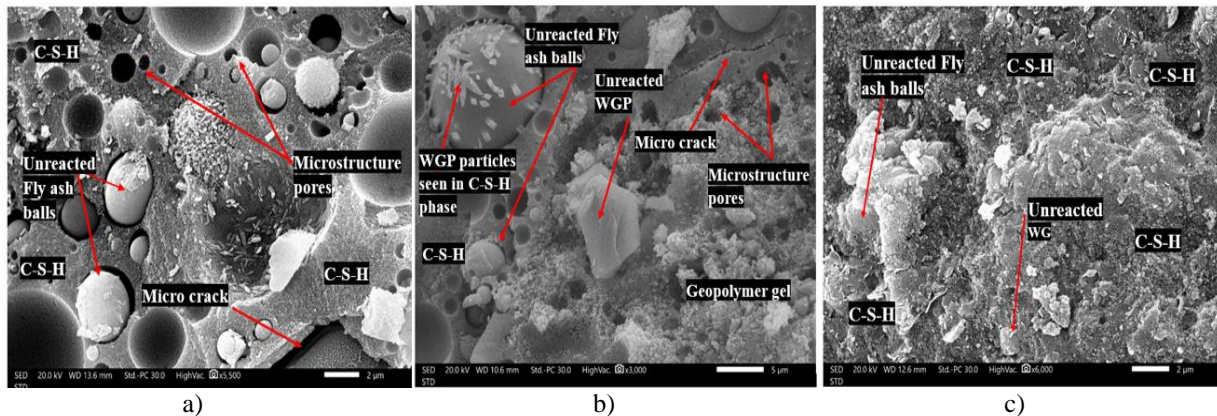 C-S-H
Unreacted
Fly ash
balls
Microstructure
pores
C-S-H
C-S-H
Micro crack
SED 20.0 kV WD 13.6 mm Std.-PC 30.0 HighVac. x5,500 2 µm
STD
a)
Unreacted Fly
ash balls
Unreacted
WGP
Micro crack
WGP particles
seen in C-S-H
phase
Microstructure
pores
C-S-H
Geopolymer gel
SED 20.0 kV WD 10.6 mm Std.-PC 30.0 HighVac. x3,000 5 µm
STD
b)
Unreacted Fly
ash balls
C-S-H
C-S-H
Unreacted
WG
C-S-H
C-S-H
SED 20.0 kV WD 12.6 mm Std.-PC 30.0 HighVac. x6,000 2 µm
STD
c)